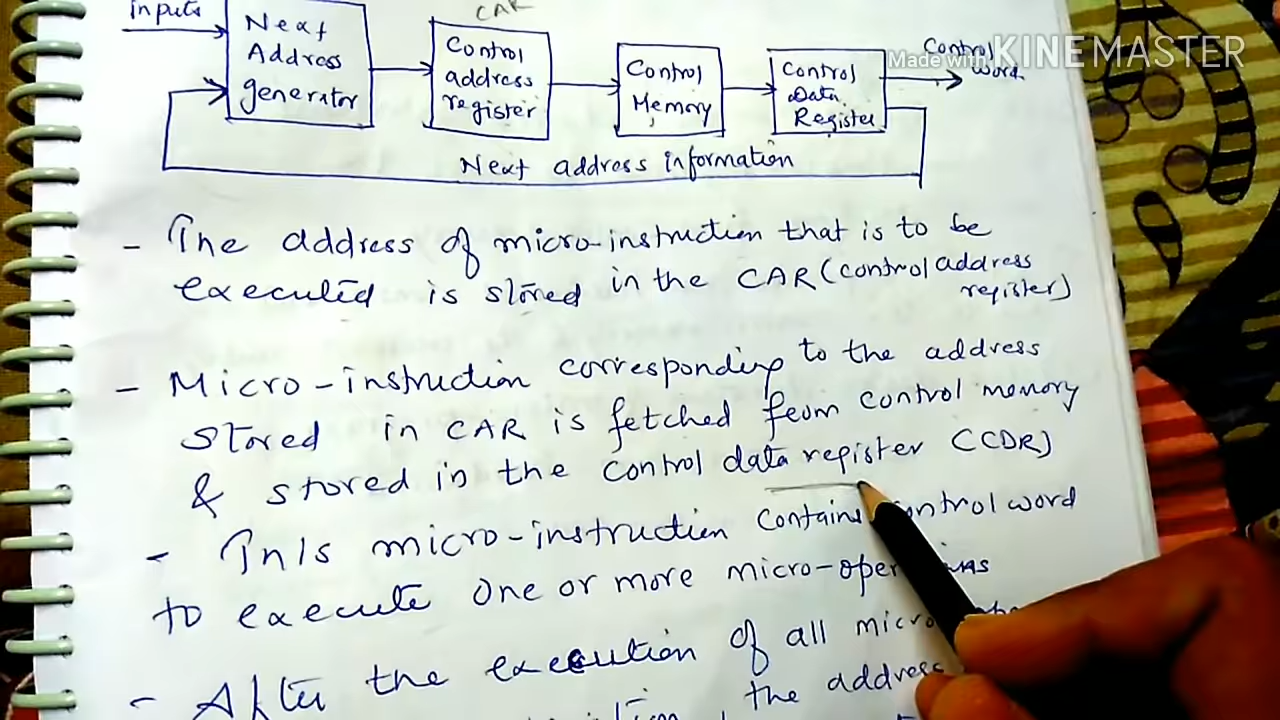 inputs
Next
Address
generator
CAR
Control
address
register
Control
Memory
Control
Data
Register
Control
word
Made with KINEMASTER
Next address information
- The address of micro-instruction that is to be
executed is stored in the CAR (control address
register)
- Micro-instruction corresponding to the address
stored in CAR is fetched from control memory
& stored in the control data register (CDR)
- This micro-instruction contains control word
to execute one or more micro-operations
- After the execution of all micro
the address